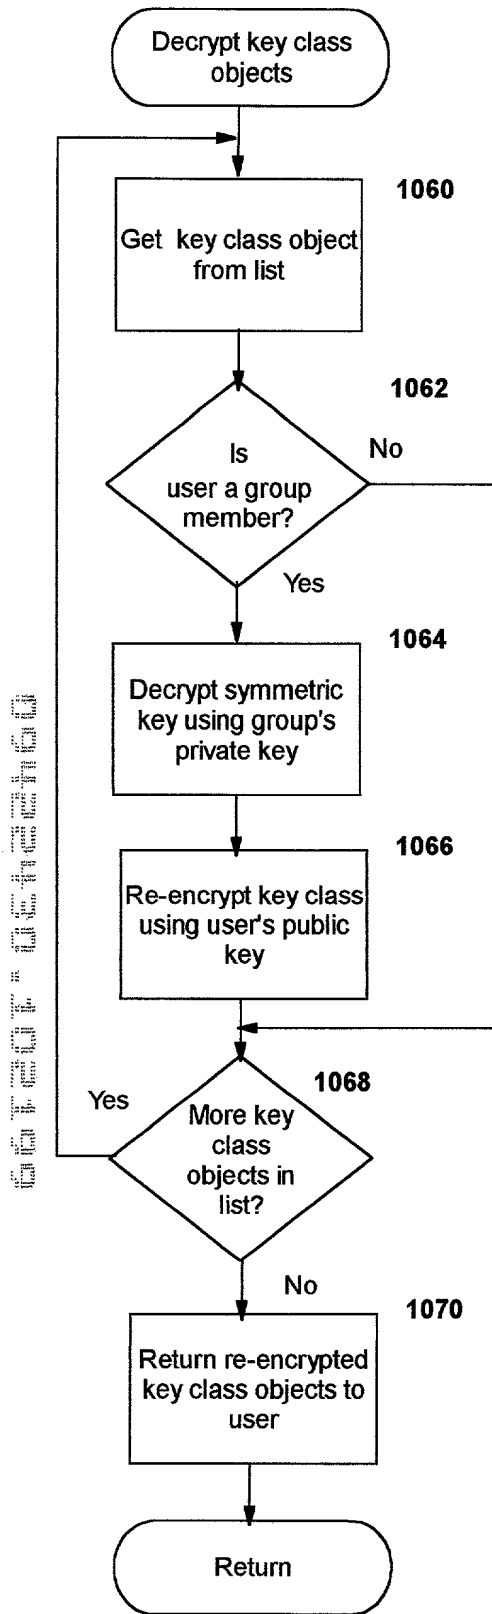 Decrypt key class
objects
1060
Get key class object
from list
1062
Is
user a group
member?
No
Yes
1064
Decrypt symmetric
key using group's
private key
1066
Re-encrypt key class
using user's public
key
1068
Yes
More key
class
objects in
list?
No
1070
Return re-encrypted
key class objects to
user
Return